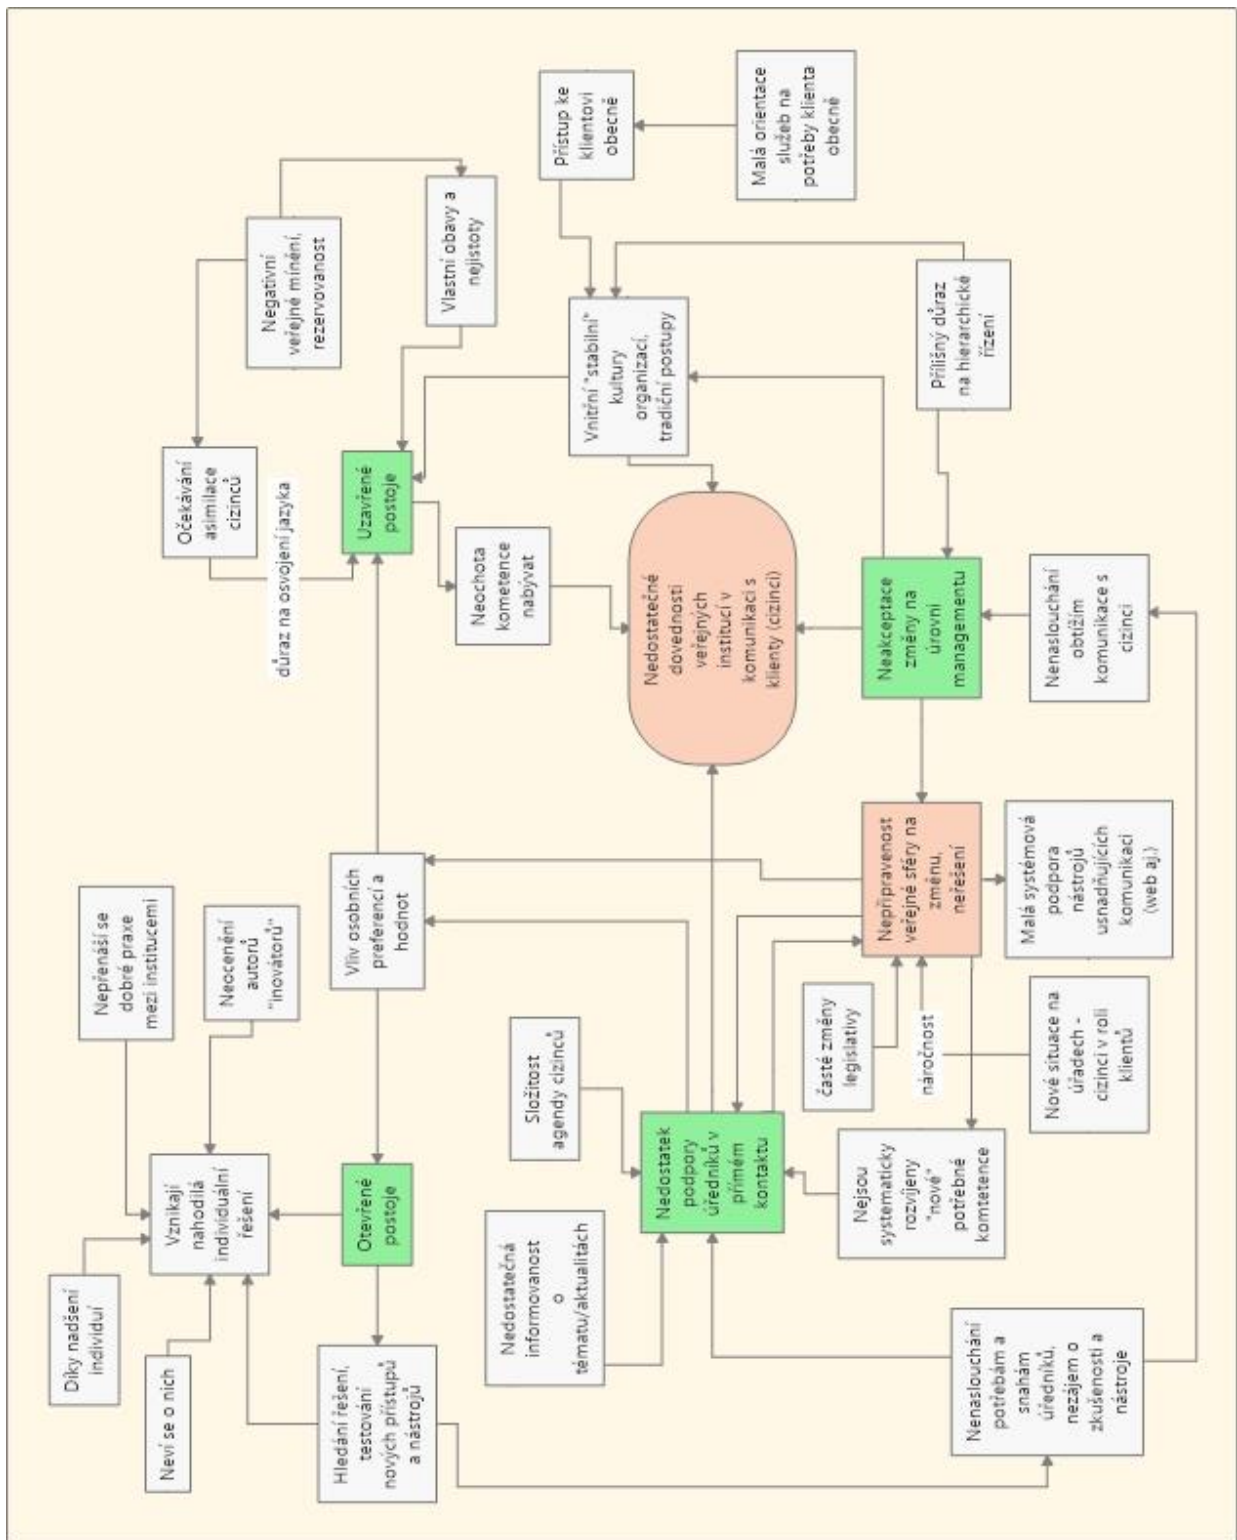 Díky nadšení
individuí
Nepřenáší se
dobré praxe
mezi institucemi
Neví se o nich
Vznikají
nahodilá
individuální
řešení
Neocenění
autorů
"inovátorů"
Očekávání
asimilace
cizinců
Negativní
veřejné mínění,
rezervovanost
důraz na osvojení jazyka
Hledání řešení,
testování
nových přístupů
a nástrojů
Otevřené
postoje
Vliv osobních
preferencí a
hodnot
Uzavřené
postoje
Vlastní obavy a
nejistoty
Neochota
kometence
nabývat
Nedostatečná
informovanost
o
tématu/aktualitách
Složitost
agendy cizinců
Přístup ke
klientovi
obecně
Vnitřní "stabilní"
kultury
organizací,
tradiční postupy
Nedostatek
podpory
úředníků v
přímém
kontaktu
Nedostatečné
dovednosti
veřejných
institucí v
komunikaci s
klienty (cizinci)
Malá orientace
služeb na
potřeby klienta
obecně
časté změny
legislativy
Nejsou
systematicky
rozvíjeny
"nové"
potřebné
komtetence
náročnost
Nepřipravenost
veřejné sféry na
změnu,
neřešení
Neakceptace
změny na
úrovni
managementu
Přílišný důraz
na hierarchické
řízení
Nenaslouchání
potřebám a
snahám
úředníků,
nezájem o
zkušenosti a
nástroje
Nové situace na
úřadech -
cizinci v roli
klientů
Malá systémová
podpora
nástrojů
usnadňujících
komunikaci
(web aj.)
Nenaslouchání
obtížím
komunikace s
cizinci